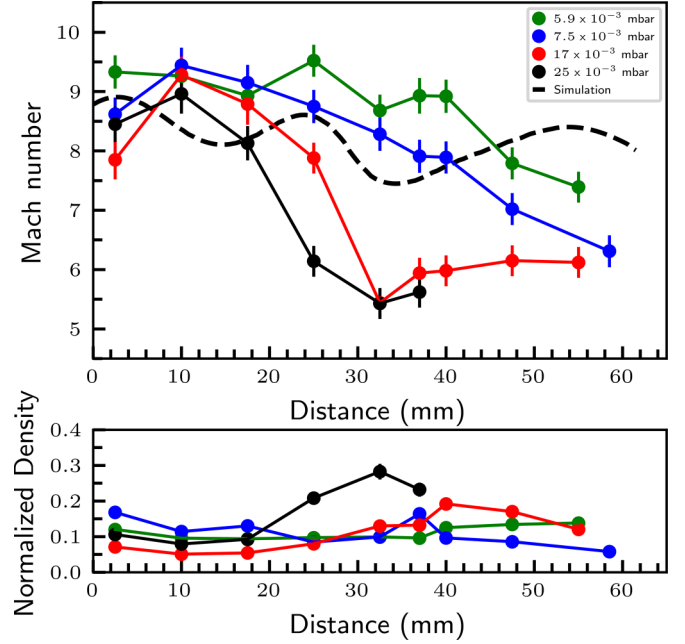 5.9 × 10⁻³ mbar
7.5 × 10⁻³ mbar
17 × 10⁻³ mbar
25 × 10⁻³ mbar
Simulation
Mach number
10
9
8
7
6
5
0 10 20 30 40 50 60
Distance (mm)
Normalized Density
0.4
0.3
0.2
0.1
0.0
0 10 20 30 40 50 60
Distance (mm)